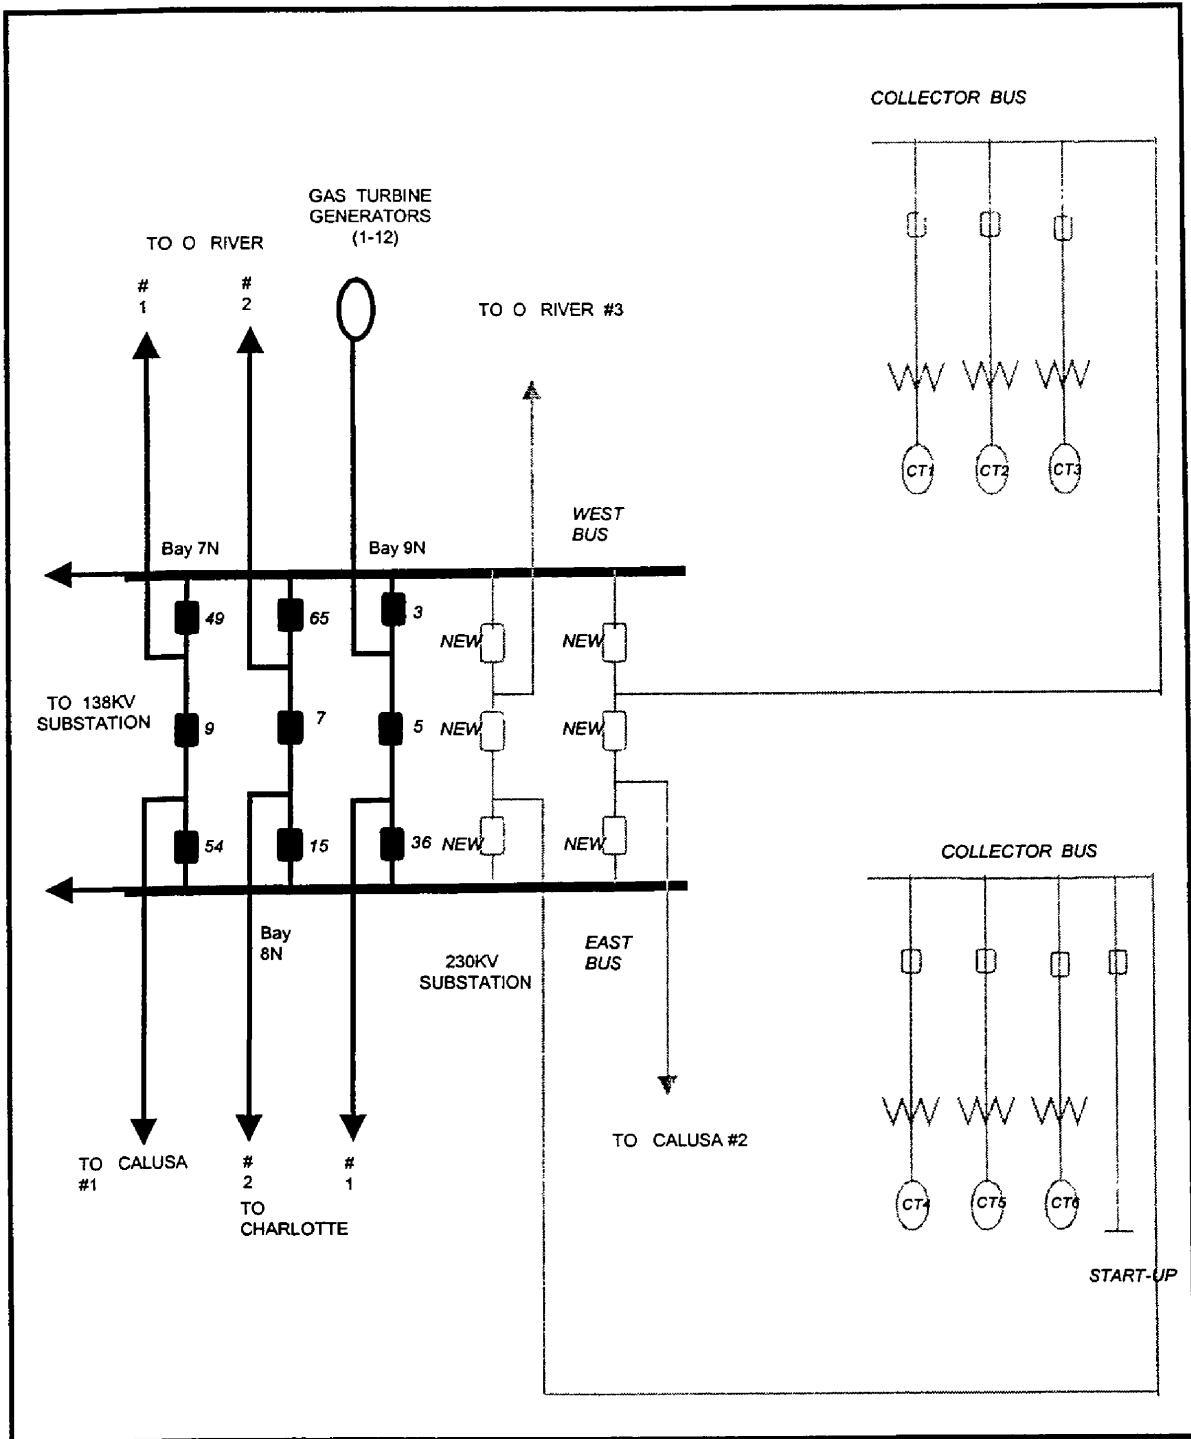 COLLECTOR BUS
GAS TURBINE
GENERATORS
(1-12)
TO O RIVER
#
1
#
2
TO O RIVER #3
CT1
CT2
CT3
WEST
BUS
Bay 7N
Bay 9N
49
65
3
NEW
NEW
TO 138KV
SUBSTATION
9
7
5
NEW
NEW
54
15
36
NEW
NEW
COLLECTOR BUS
Bay
8N
230KV
SUBSTATION
EAST
BUS
TO CALUSA
#1
#
2
TO
CHARLOTTE
#
1
TO CALUSA #2
CT4
CT5
CT6
START-UP